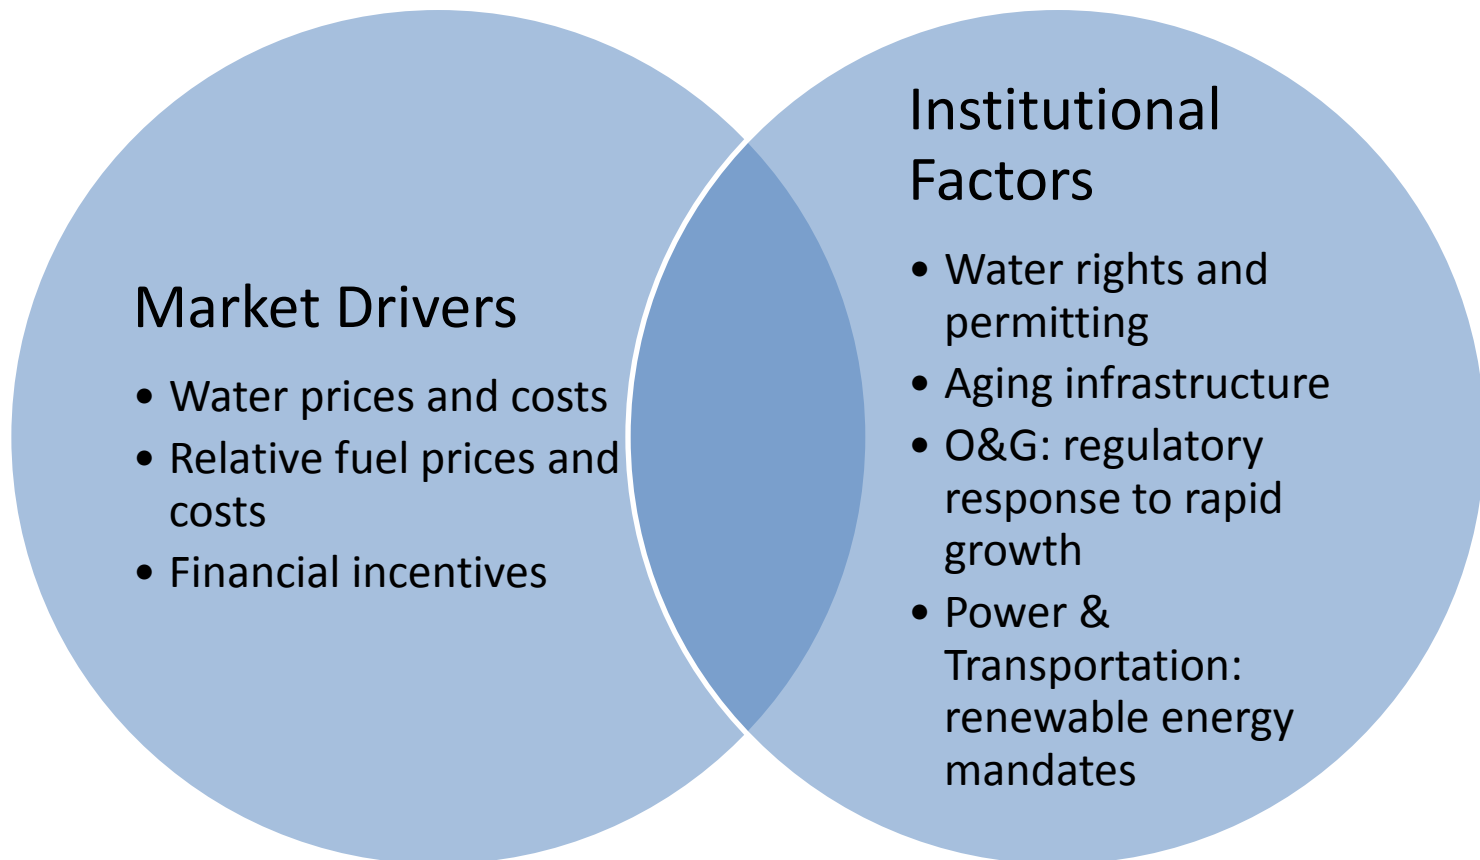 Market Drivers
• Water prices and costs
• Relative fuel prices and
costs
• Financial incentives
Institutional
Factors
• Water rights and
permitting
• Aging infrastructure
• O&G: regulatory
response to rapid
growth
• Power &
Transportation:
renewable energy
mandates